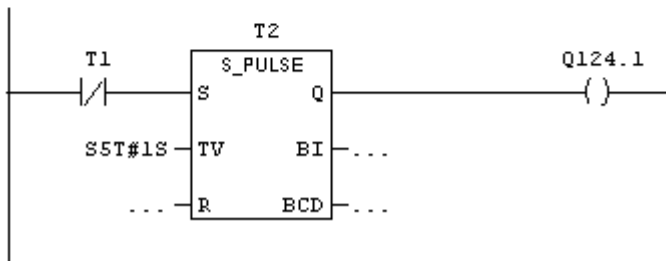 T2
T1 S_PULSE Q124.1
S Q
S5T#1S TV BI ...
... R BCD ...